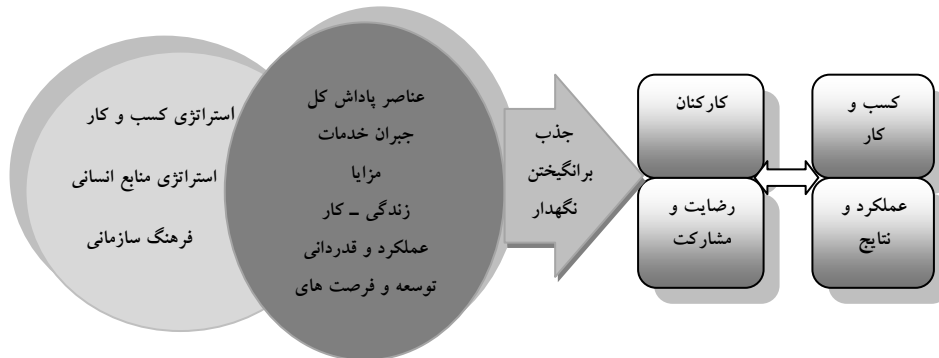 استراتژی کسب و کار
استراتژی منابع انسانی
فرهنگ سازمانی
عناصر پاداش کل
جبران خدمات
مزایا
زندگی – کار
عملکرد و قدردانی
توسعه و فرصت های
جذب
برانگیختن
نگهدار
کارکنان
رضایت و
مشارکت
کسب و
کار
عملکرد و
نتایج